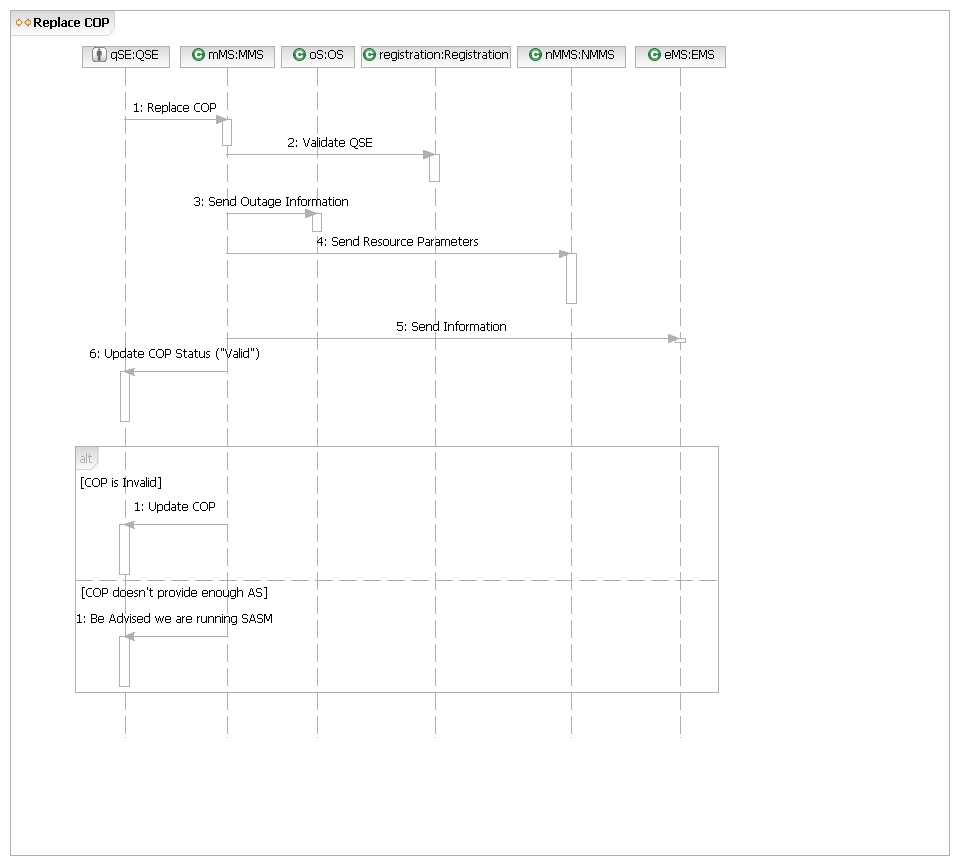 Replace COP
qSE:QSE
mMS:MMS
oS:OS
registration:Registration
nMMS:NMMS
eMS:EMS
1: Replace COP
2: Validate QSE
3: Send Outage Information
4: Send Resource Parameters
5: Send Information
6: Update COP Status ("Valid")
alt
[COP is Invalid]
1: Update COP
[COP doesn't provide enough AS]
1: Be Advised we are running SASM